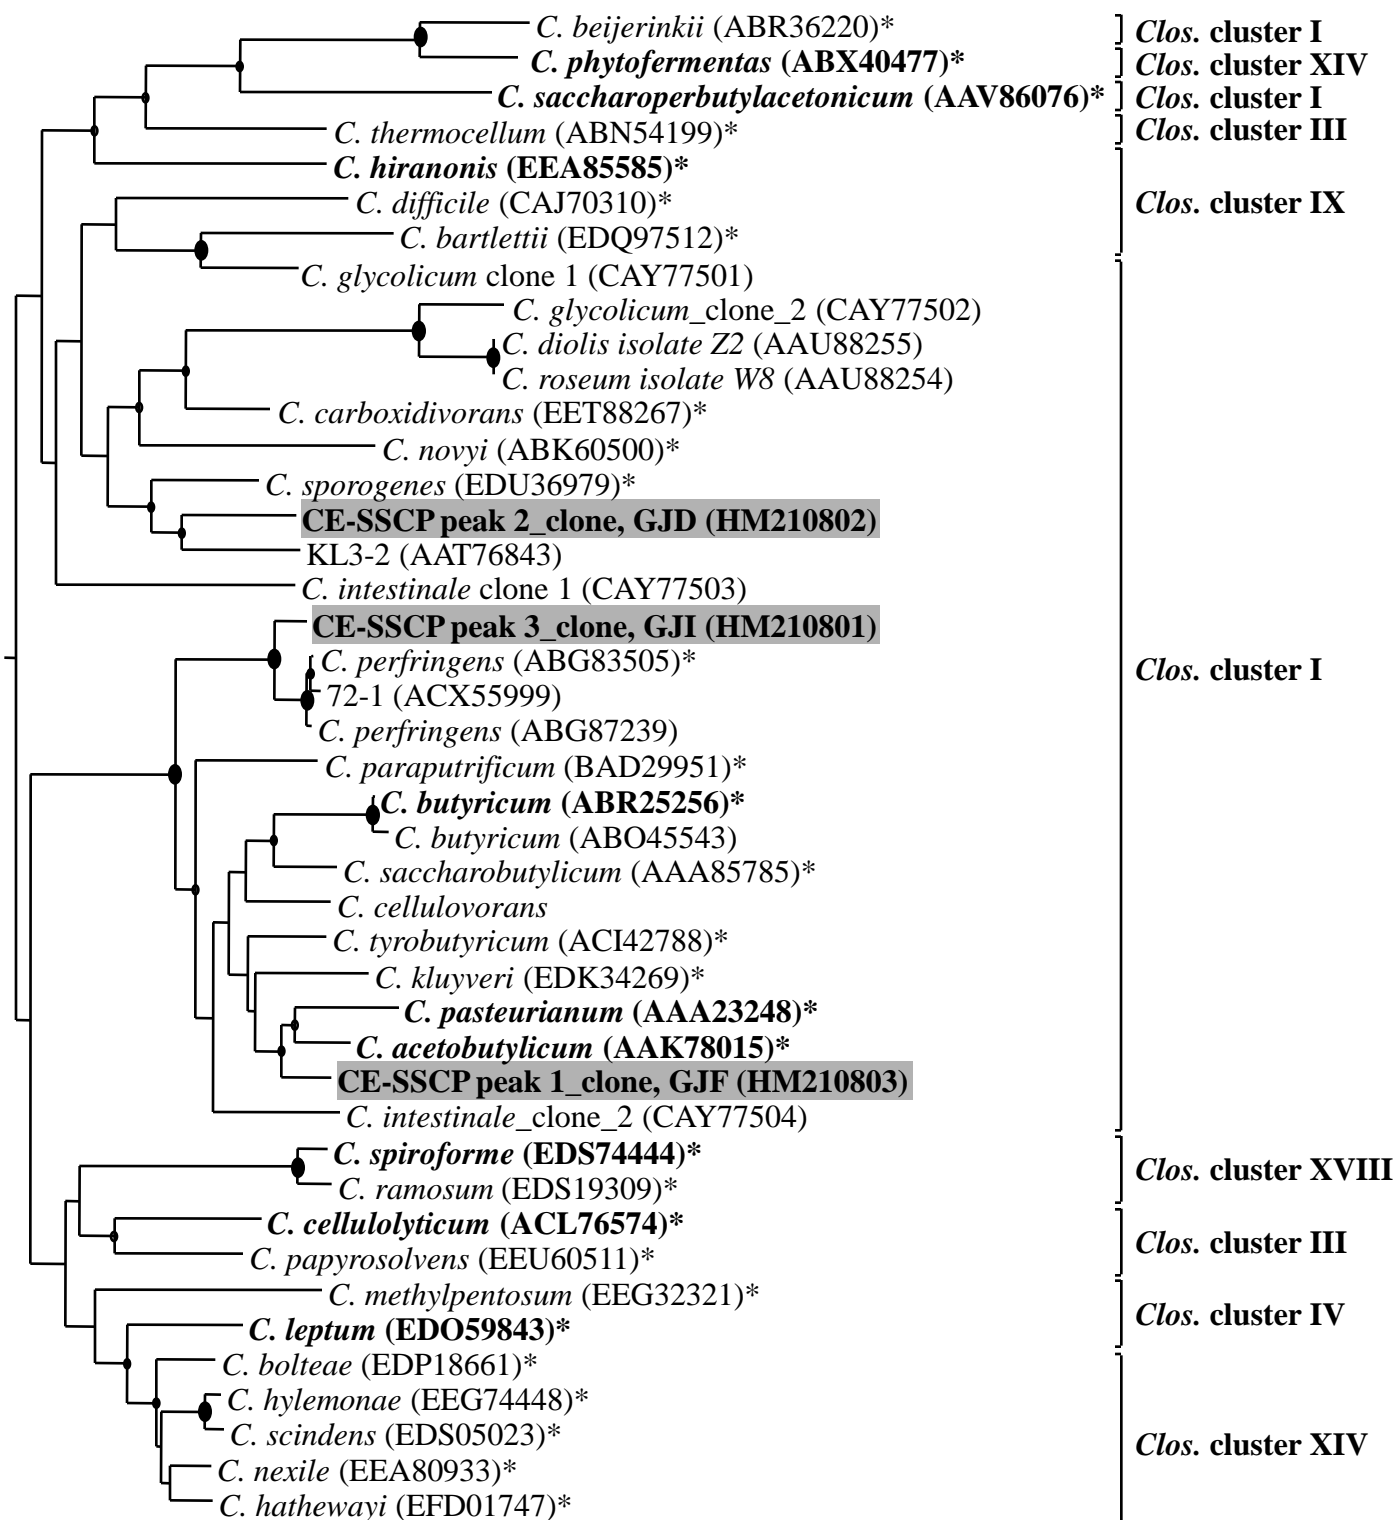 C. beijerinkii (ABR36220)* Clos. cluster I
C. phytofermentas (ABX40477)* Clos. cluster XIV
C. saccharoperbutylacetonicum (AAV86076)* Clos. cluster I
C. thermocellum (ABN54199)* Clos. cluster III
C. hiranonis (EEA85585)*
C. difficile (CAJ70310)* Clos. cluster IX
C. bartlettii (EDQ97512)*
C. glycolicum clone 1 (CAY77501)
C. glycolicum_clone_2 (CAY77502)
C. diolis isolate Z2 (AAU88255)
C. roseum isolate W8 (AAU88254)
C. carboxidivorans (EET88267)*
C. novyi (ABK60500)*
C. sporogenes (EDU36979)*
CE-SSCP peak 2_clone, GJD (HM210802)
KL3-2 (AAT76843)
C. intestinale clone 1 (CAY77503)
CE-SSCP peak 3_clone, GJI (HM210801)
C. perfringens (ABG83505)* Clos. cluster I
72-1 (ACX55999)
C. perfringens (ABG87239)
C. paraputrificum (BAD29951)*
C. butyricum (ABR25256)*
C. butyricum (ABO45543)
C. saccharobutylicum (AAA85785)*
C. cellulovorans
C. tyrobutyricum (ACI42788)*
C. kluyveri (EDK34269)*
C. pasteurianum (AAA23248)*
C. acetobutylicum (AAK78015)*
CE-SSCP peak 1_clone, GJF (HM210803)
C. intestinale_clone_2 (CAY77504)
C. spiroforme (EDS74444)* Clos. cluster XVIII
C. ramosum (EDS19309)*
C. cellulolyticum (ACL76574)* Clos. cluster III
C. papyrosolvens (EEU60511)*
C. methylpentosum (EEG32321)* Clos. cluster IV
C. leptum (EDO59843)*
C. bolteae (EDP18661)*
C. hylemonae (EEG74448)*
C. scindens (EDS05023)* Clos. cluster XIV
C. nexile (EEA80933)*
C. hathewayi (EFD01747)*